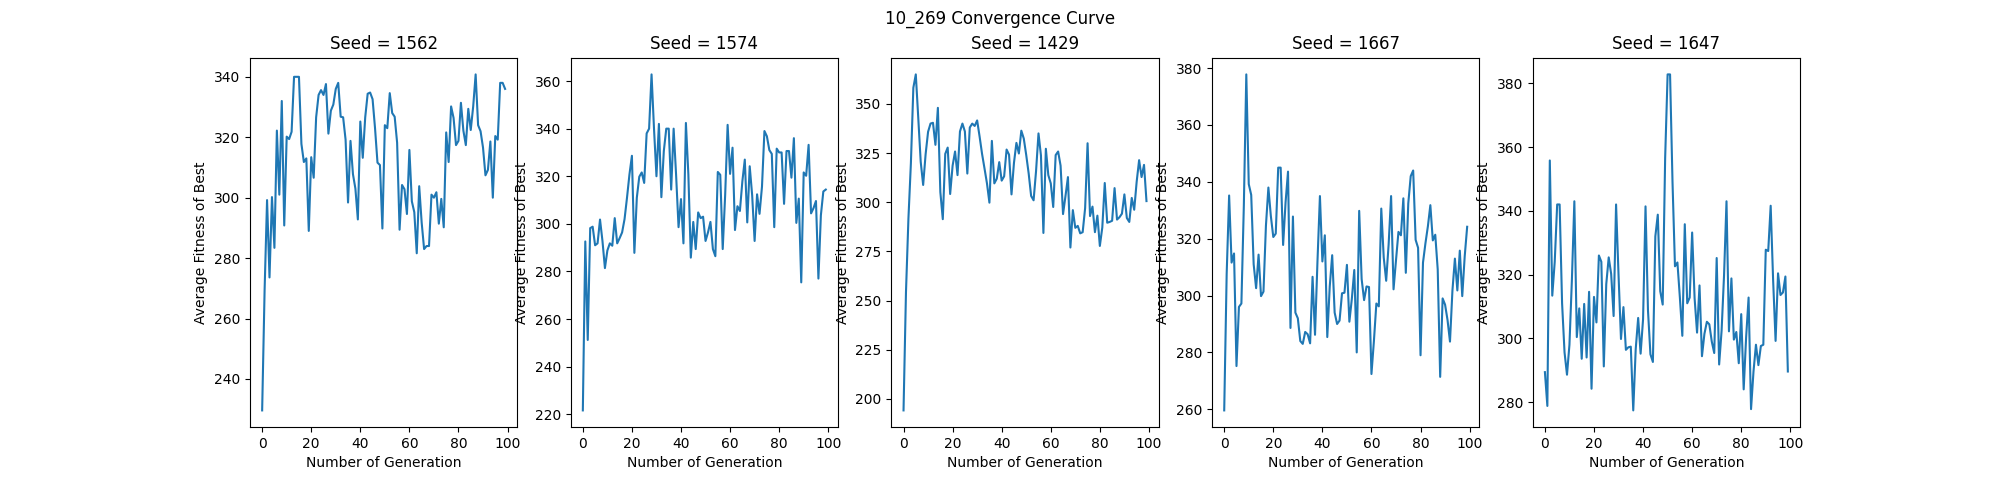 10_269 Convergence Curve
Seed = 1562
Average Fitness of Best
340
320
300
280
260
240
0 20 40 60 80 100
Number of Generation
Seed = 1574
Average Fitness of Best
360
340
320
300
280
260
240
220
0 20 40 60 80 100
Number of Generation
Seed = 1429
Average Fitness of Best
350
325
300
275
250
225
200
0 20 40 60 80 100
Number of Generation
Seed = 1667
Average Fitness of Best
380
360
340
320
300
280
260
0 20 40 60 80 100
Number of Generation
Seed = 1647
Average Fitness of Best
380
360
340
320
300
280
0 20 40 60 80 100
Number of Generation